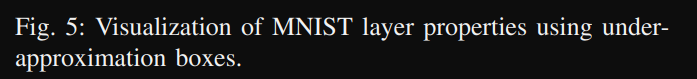 Fig. 5: Visualization of MNIST layer properties using under-
approximation boxes.